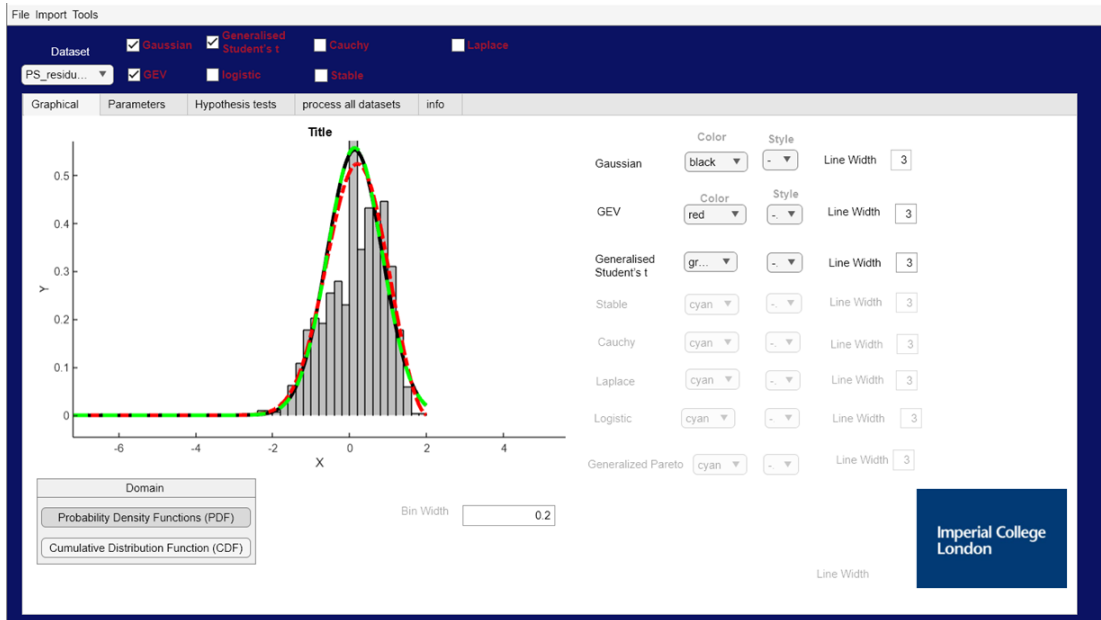 File Import Tools
Dataset
Gaussian
Generalised
Student's t
Cauchy
Laplace
PS_residu...
GEV
logistic
Stable
Graphical
Parameters
Hypothesis tests
process all datasets
info
Title
0.5
0.4
0.3
0.2
0.1
0
Y
-6
-4
-2
0
2
4
X
Color
Style
Gaussian
black
-
Line Width
3
Color
Style
GEV
red
-.
Line Width
3
Generalised
Student's t
gr...
-.
Line Width
3
Stable
cyan
-.
Line Width
3
Cauchy
cyan
-.
Line Width
3
Laplace
cyan
-.
Line Width
3
Logistic
cyan
-.
Line Width
3
Generalized Pareto
cyan
-.
Line Width
3
Domain
Probability Density Functions (PDF)
Cumulative Distribution Function (CDF)
Bin Width
0.2
Imperial College
London
Line Width